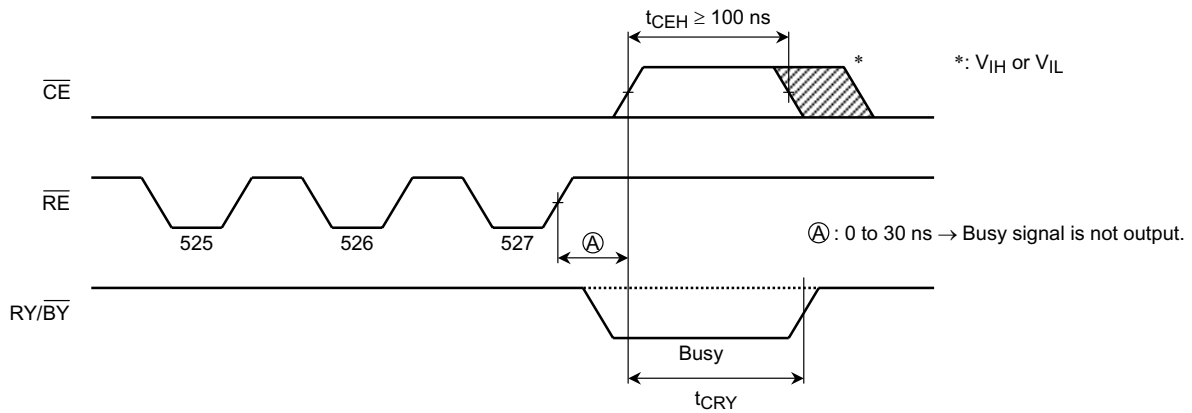 tCEH ≥ 100 ns
*
*: VIH or VIL
CE
RE
525
526
527
A
A : 0 to 30 ns → Busy signal is not output.
RY/BY
Busy
tCRY